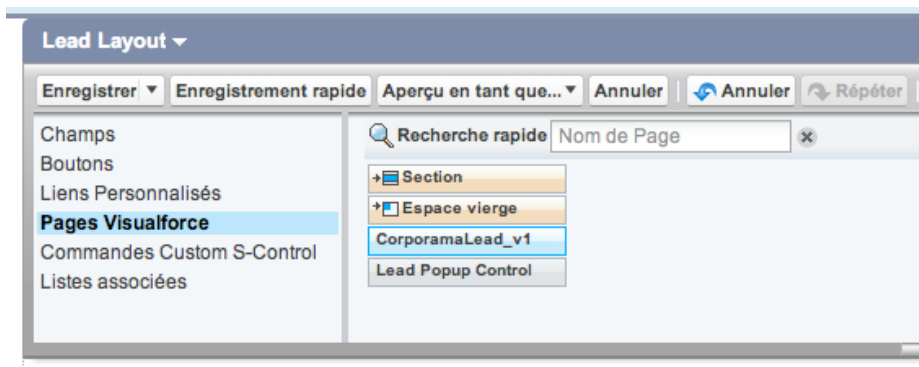 Lead Layout
Enregistrer Enregistrement rapide Aperçu en tant que... Annuler Annuler Répéter
Champs
Boutons
Liens Personnalisés
Pages Visualforce
Commandes Custom S-Control
Listes associées
Recherche rapide Nom de Page
Section
Espace vierge
CorporamaLead_v1
Lead Popup Control